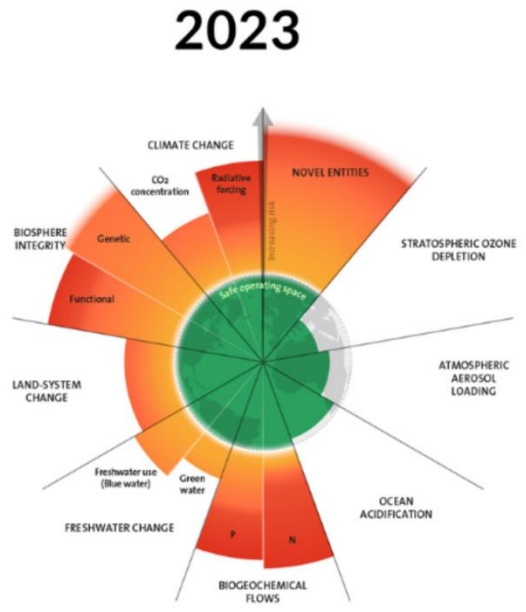 2023
CLIMATE CHANGE
CO2
concentration
Radiative
forcing
NOVEL ENTITIES
Increasing risk
BIOSPHERE
INTEGRITY
Genetic
STRATOSPHERIC OZONE
DEPLETION
Functional
Safe operating space
LAND-SYSTEM
CHANGE
ATMOSPHERIC
AEROSOL
LOADING
Freshwater use
(Blue water)
Green
water
OCEAN
ACIDIFICATION
FRESHWATER CHANGE
P
N
BIOGEOCHEMICAL
FLOWS